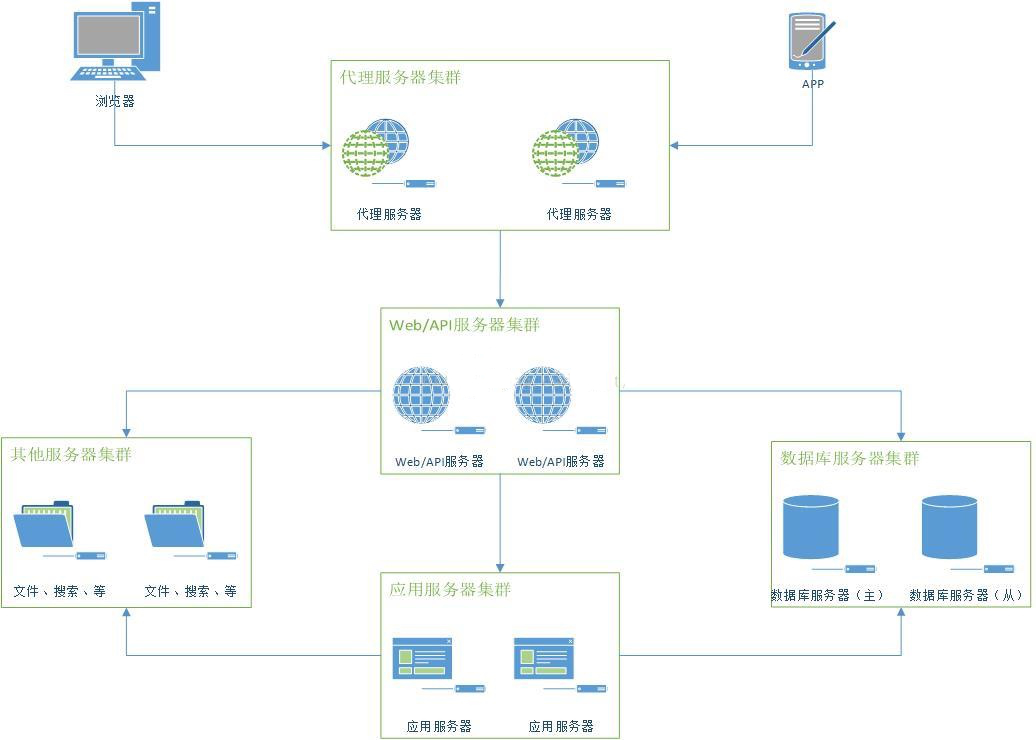 浏览器
APP
代理服务器集群
代理服务器
代理服务器
Web/API服务器集群
Web/API服务器
Web/API服务器
其他服务器集群
文件、搜索、等
文件、搜索、等
数据库服务器集群
数据库服务器（主）
数据库服务器（从）
应用服务器集群
应用服务器
应用服务器